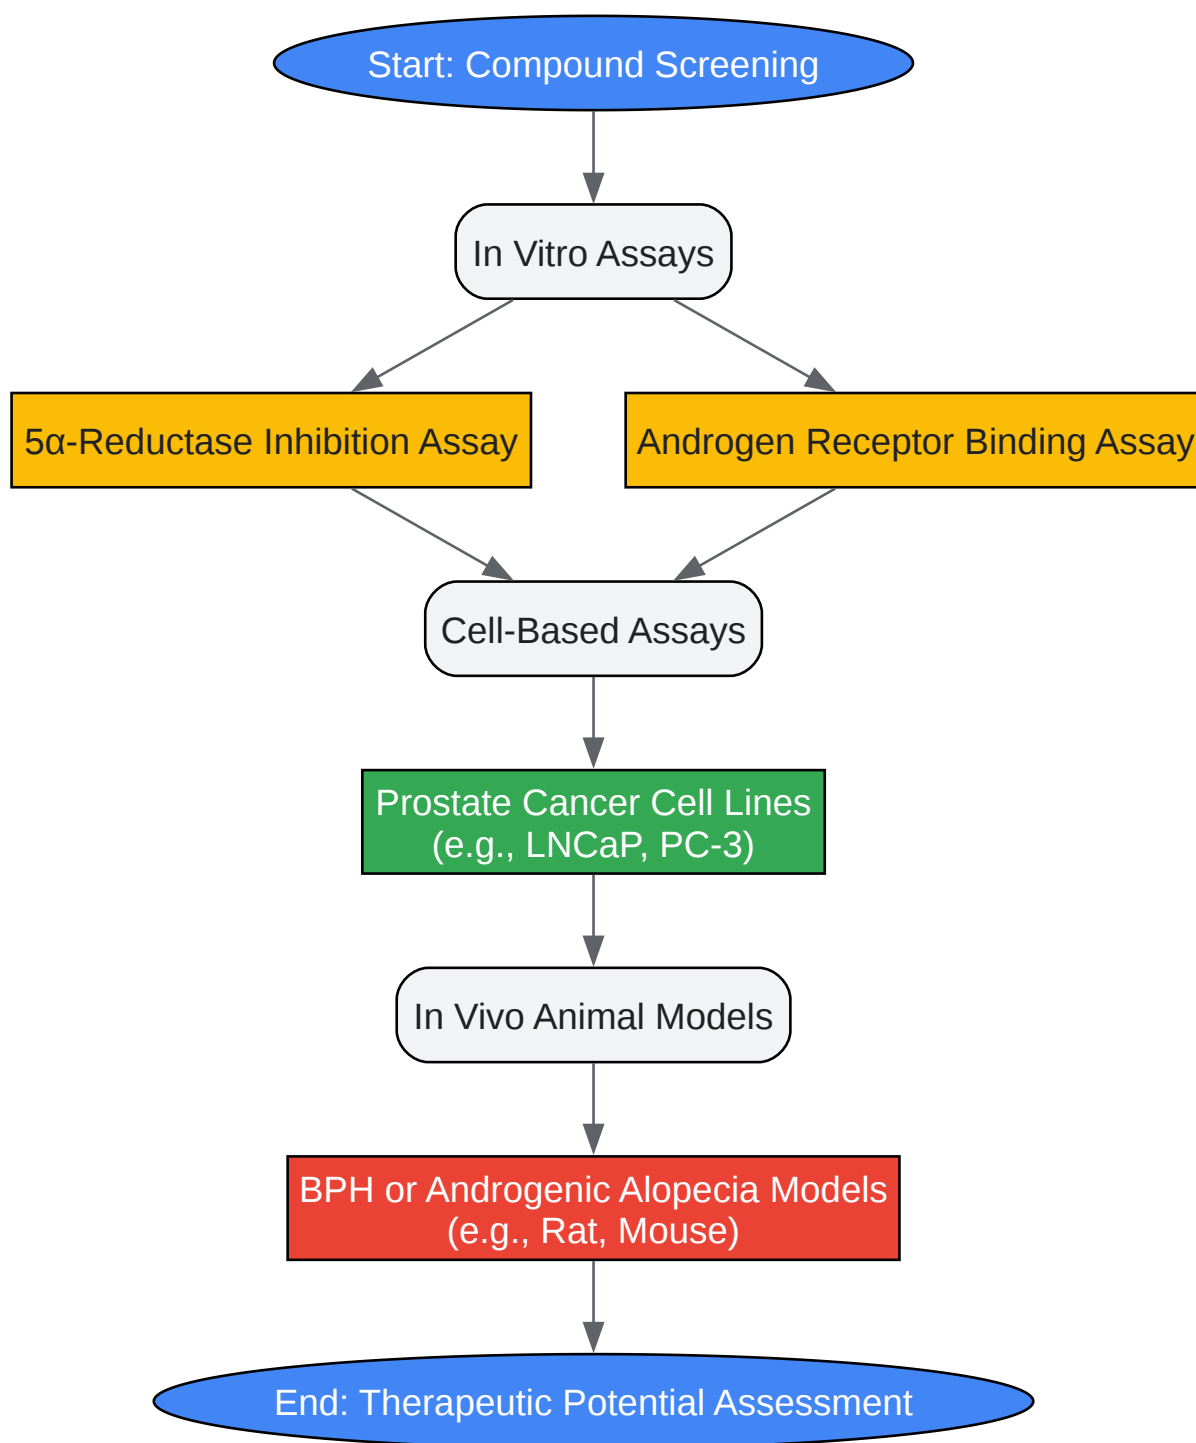 Start: Compound Screening
In Vitro Assays
5α-Reductase Inhibition Assay
Androgen Receptor Binding Assay
Cell-Based Assays
Prostate Cancer Cell Lines
(e.g., LNCaP, PC-3)
In Vivo Animal Models
BPH or Androgenic Alopecia Models
(e.g., Rat, Mouse)
End: Therapeutic Potential Assessment